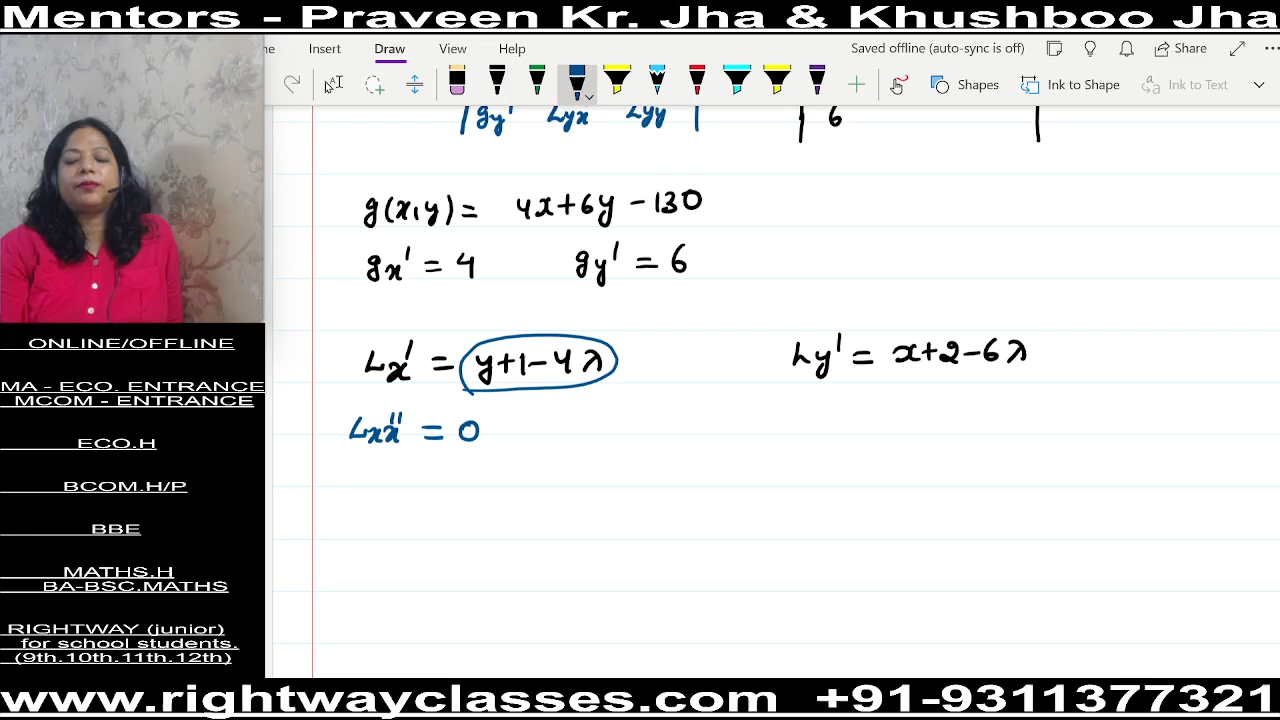 Mentors - Praveen Kr. Jha & Khushboo Jha
Insert Draw View Help Saved offline (auto-sync is off) Share
Shapes Ink to Shape Ink to Text
gy' Lyx Lyy 6
g(x,y) = 4x+6y-130
gx' = 4 gy' = 6
Lx' = y+1-4λ Ly' = x+2-6λ
Lxx'' = 0
ONLINE/OFFLINE
MA - ECO. ENTRANCE
MCOM - ENTRANCE
ECO.H
BCOM.H/P
BBE
MATHS.H
BA-BSC.MATHS
RIGHTWAY (junior)
for school students.
(9th.10th.11th.12th)
www.rightwayclasses.com +91-9311377321